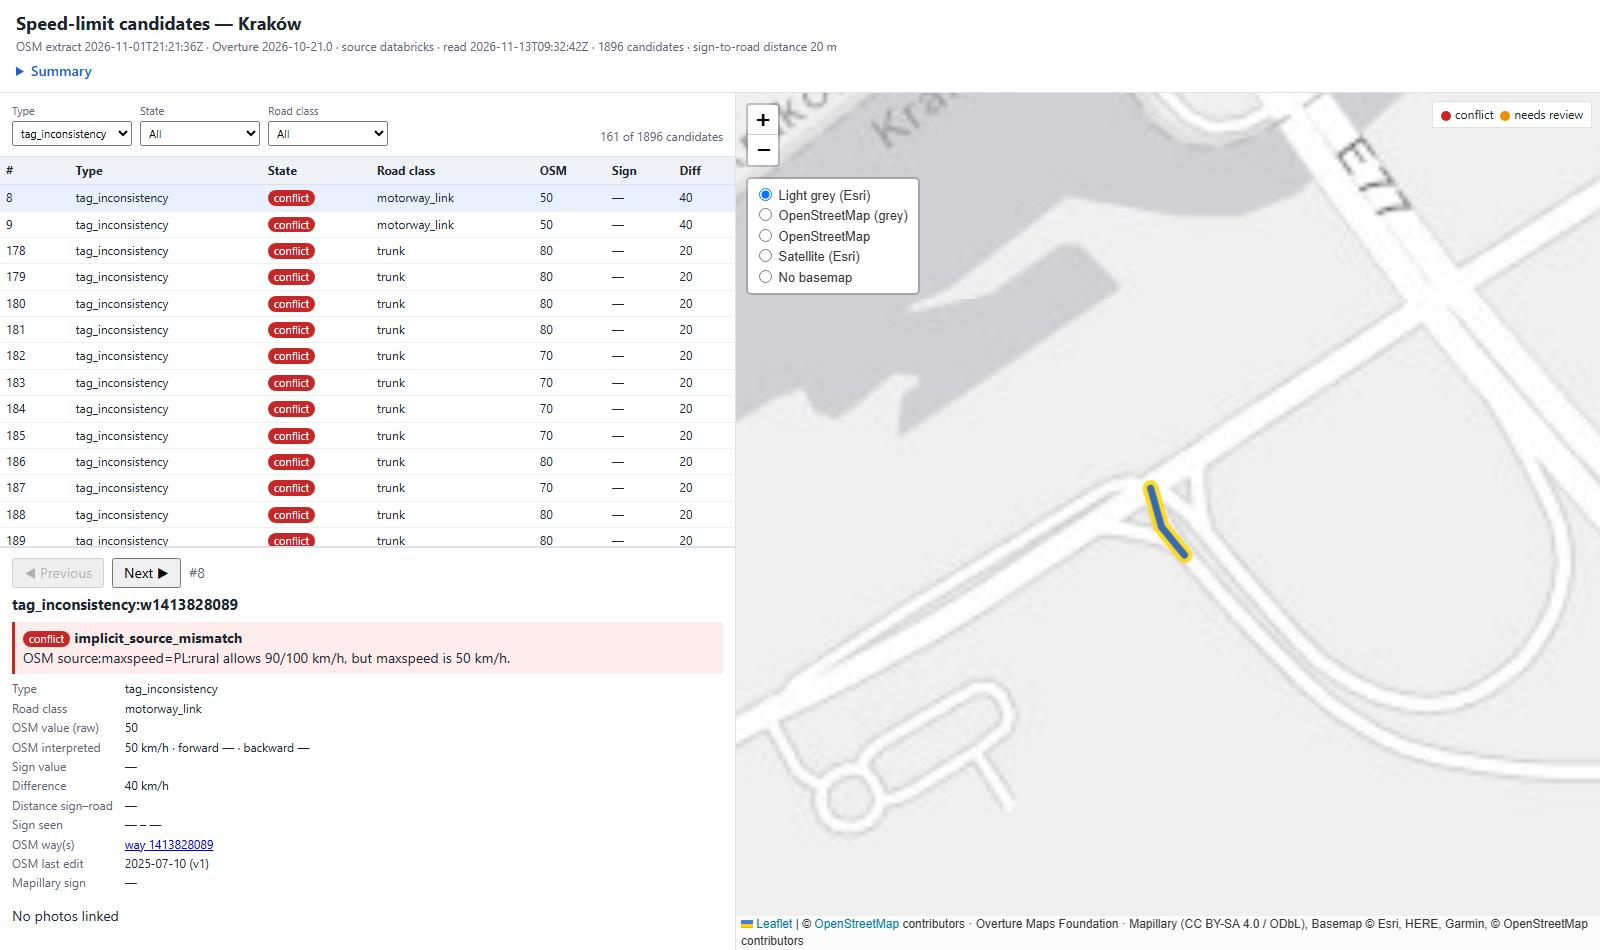 Speed-limit candidates — Kraków
OSM extract 2026-11-01T21:21:36Z · Overture 2026-10-21.0 · source databricks · read 2026-11-13T09:32:42Z · 1896 candidates · sign-to-road distance 20 m
▶ Summary
Type State Road class
tag_inconsistency All All 161 of 1896 candidates
# Type State Road class OSM Sign Diff
8 tag_inconsistency conflict motorway_link 50 — 40
9 tag_inconsistency conflict motorway_link 50 — 40
178 tag_inconsistency conflict trunk 80 — 20
179 tag_inconsistency conflict trunk 80 — 20
180 tag_inconsistency conflict trunk 80 — 20
181 tag_inconsistency conflict trunk 80 — 20
182 tag_inconsistency conflict trunk 70 — 20
183 tag_inconsistency conflict trunk 70 — 20
184 tag_inconsistency conflict trunk 70 — 20
185 tag_inconsistency conflict trunk 70 — 20
186 tag_inconsistency conflict trunk 80 — 20
187 tag_inconsistency conflict trunk 70 — 20
188 tag_inconsistency conflict trunk 80 — 20
189 tag_inconsistency conflict trunk 80 — 20
◀ Previous Next ▶ #8
tag_inconsistency:w1413828089
conflict implicit_source_mismatch
OSM source:maxspeed=PL:rural allows 90/100 km/h, but maxspeed is 50 km/h.
Type tag_inconsistency
Road class motorway_link
OSM value (raw) 50
OSM interpreted 50 km/h · forward — · backward —
Sign value —
Difference 40 km/h
Distance sign–road —
Sign seen — – —
OSM way(s) way 1413828089
OSM last edit 2025-07-10 (v1)
Mapillary sign —
No photos linked
+
−
Light grey (Esri)
OpenStreetMap (grey)
OpenStreetMap
Satellite (Esri)
No basemap
conflict needs review
E77
Leaflet | © OpenStreetMap contributors · Overture Maps Foundation · Mapillary (CC BY-SA 4.0 / ODbL), Basemap © Esri, HERE, Garmin, © OpenStreetMap
contributors